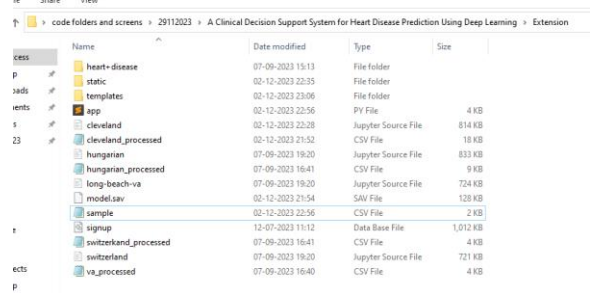 Share View
code folders and screens > 29112023 > A Clinical Decision Support System for Heart Disease Prediction Using Deep Learning > Extension
Name Date modified Type Size
cess
heart+disease 07-09-2023 15:13 File folder
static 02-12-2023 22:35 File folder
templates 02-12-2023 23:06 File folder
app 02-12-2023 22:56 PY File 4 KB
cleveland 02-12-2023 22:28 Jupyter Source File 814 KB
cleveland_processed 02-12-2023 21:52 CSV File 18 KB
hungarian 07-09-2023 19:20 Jupyter Source File 833 KB
hungarian_processed 07-09-2023 16:41 CSV File 9 KB
long-beach-va 07-09-2023 19:20 Jupyter Source File 724 KB
model.sav 02-12-2023 21:54 SAV File 128 KB
sample 02-12-2023 22:56 CSV File 2 KB
signup 12-07-2023 11:12 Data Base File 1,012 KB
switzerkand_processed 07-09-2023 16:41 CSV File 4 KB
switzerland 07-09-2023 19:20 Jupyter Source File 721 KB
va_processed 07-09-2023 16:40 CSV File 4 KB
p
oads
ents
s
23
ects
p